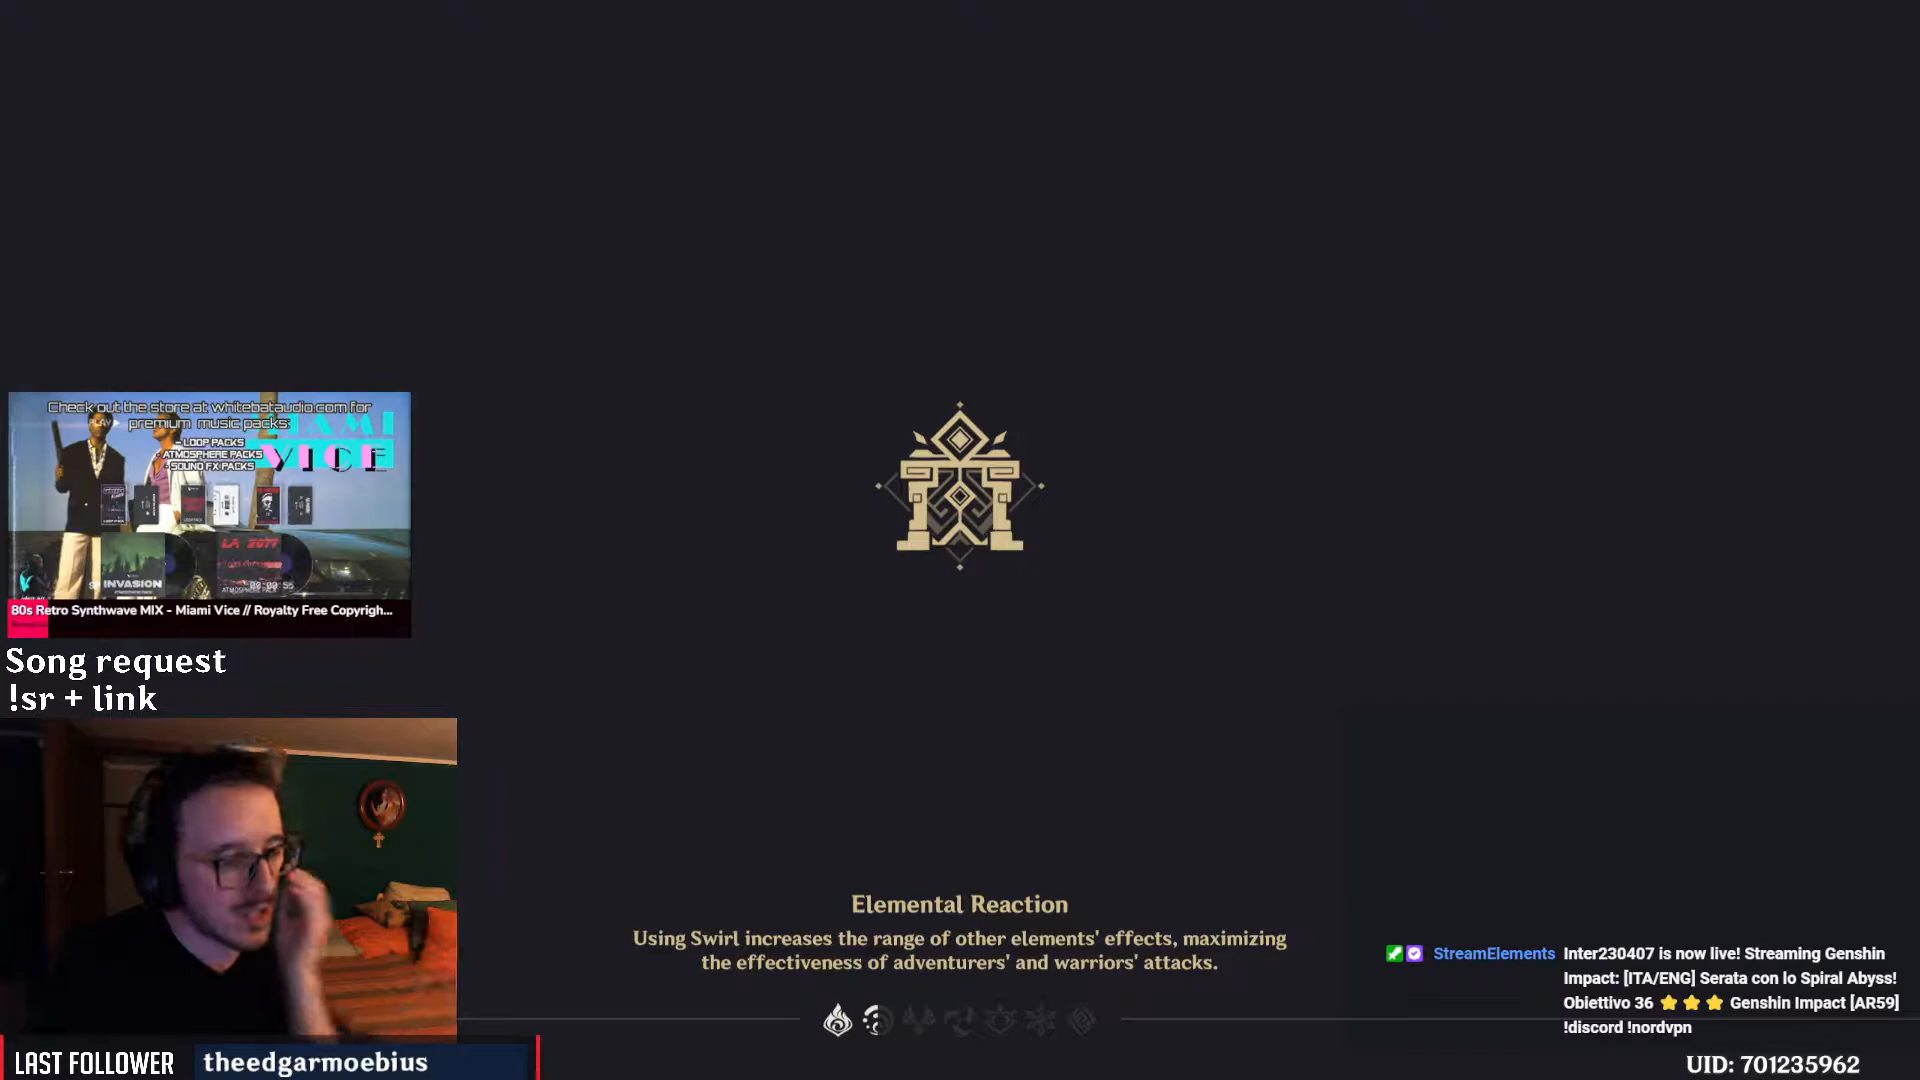 Check out the store at whitebataudio.com for
premium music packs:
PLAY
- LOOP PACKS
- ATMOSPHERE PACKS
- SOUND FX PACKS
MIAMI
VICE
LA 2077
INVASION
80s Retro Synthwave MIX - Miami Vice // Royalty Free Copyrigh...
Song request
!sr + link
Elemental Reaction
Using Swirl increases the range of other elements' effects, maximizing
the effectiveness of adventurers' and warriors' attacks.
StreamElements Inter230407 is now live! Streaming Genshin
Impact: [ITA/ENG] Serata con lo Spiral Abyss!
Obiettivo 36 ⭐ ⭐ ⭐ Genshin Impact [AR59]
!discord !nordvpn
LAST FOLLOWER theedgarmoebius
UID: 701235962